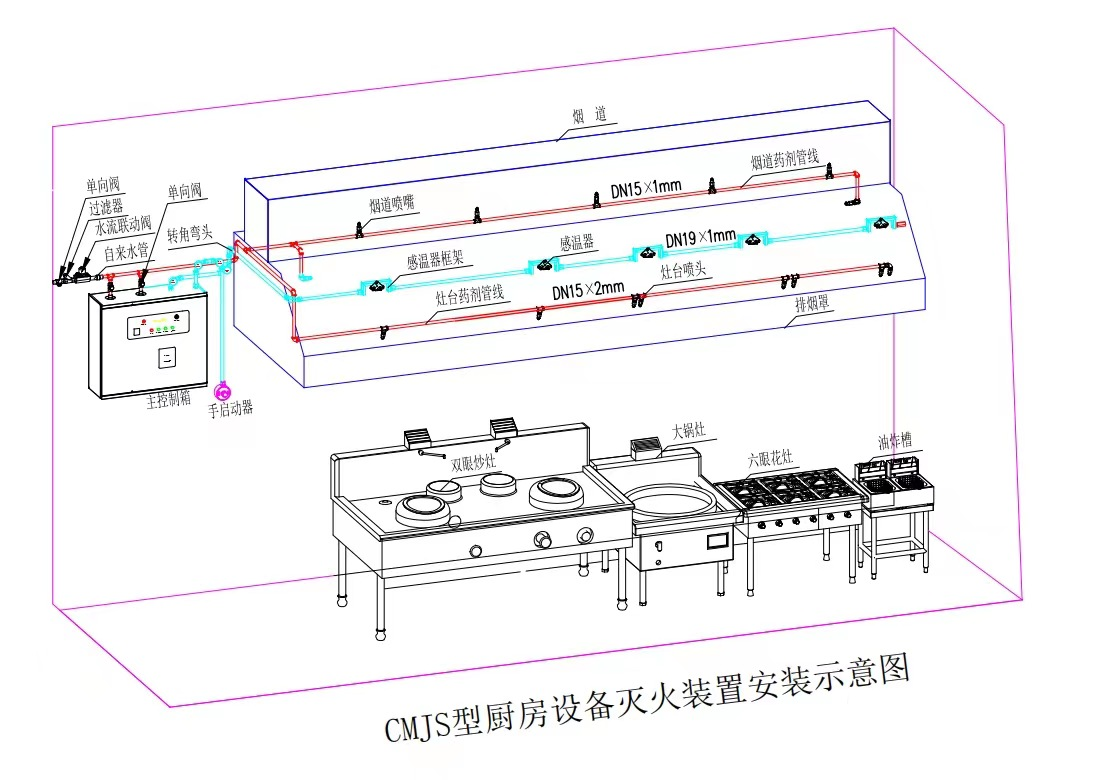 烟 道
烟道药剂管线
DN15×1mm
单向阀
过滤器
水流联动阀
自来水管
单向阀
转角弯头
烟道喷嘴
感温器框架
感温器
DN19×1mm
灶台药剂管线
DN15×2mm
灶台喷头
排烟罩
主控制箱
手启动器
双眼炒灶
大锅灶
六眼花灶
油炸槽
CMJS型厨房设备灭火装置安装示意图